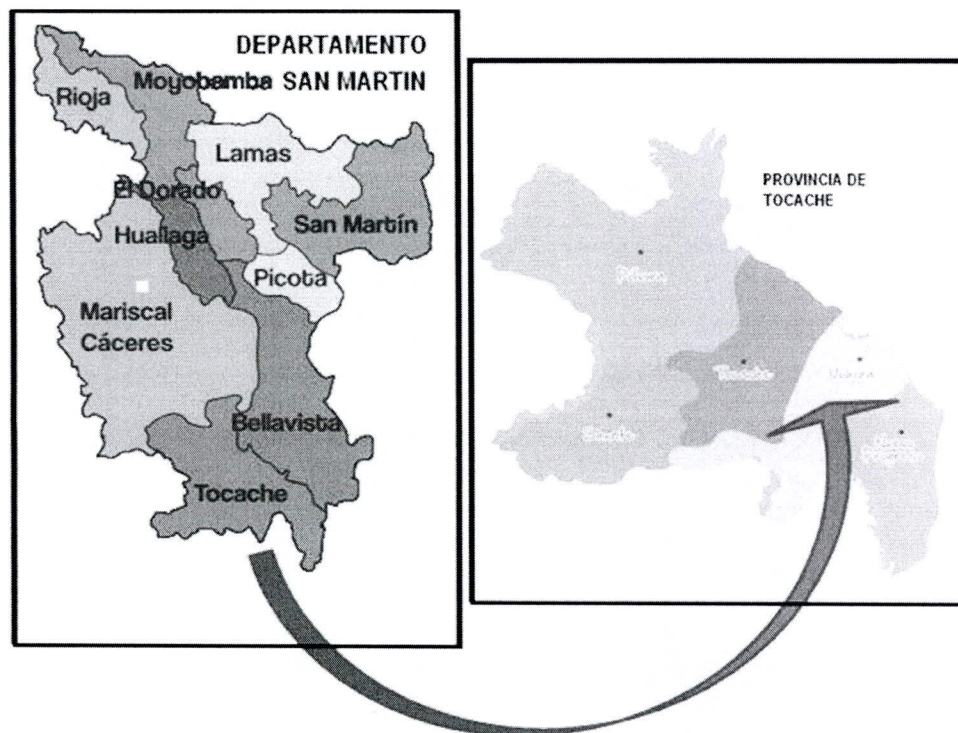 DEPARTAMENTO
SAN MARTIN
Moyobamba
Rioja
Lamas
El Dorado
San Martín
Huallaga
Picota
Mariscal
Cáceres
Bellavista
Tocache
PROVINCIA DE
TOCACHE